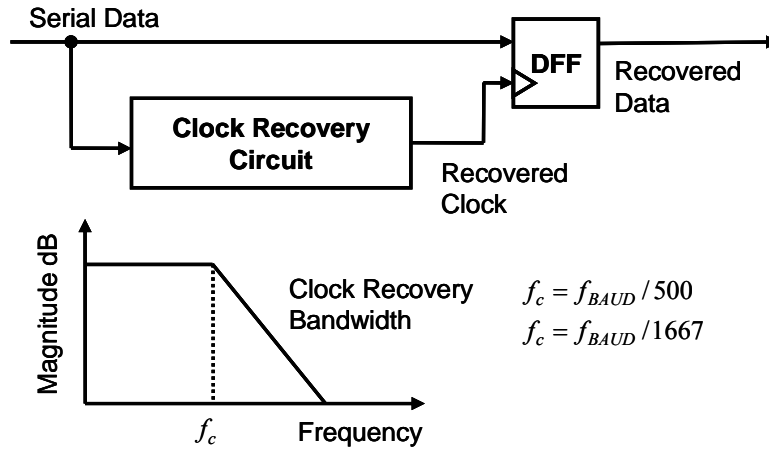 Serial Data
DFF
Recovered
Data
Clock Recovery
Circuit
Recovered
Clock
Magnitude dB
Clock Recovery
Bandwidth
f_c = f_BAUD / 500
f_c = f_BAUD / 1667
f_c
Frequency